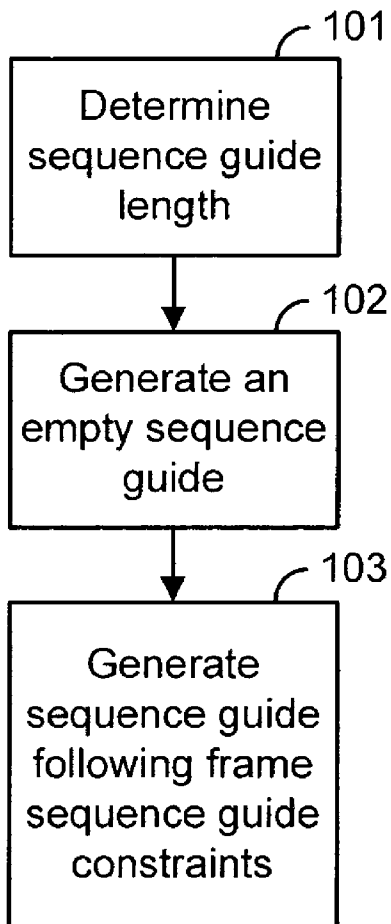 101
Determine
sequence guide
length
102
Generate an
empty sequence
guide
103
Generate
sequence guide
following frame
sequence guide
constraints